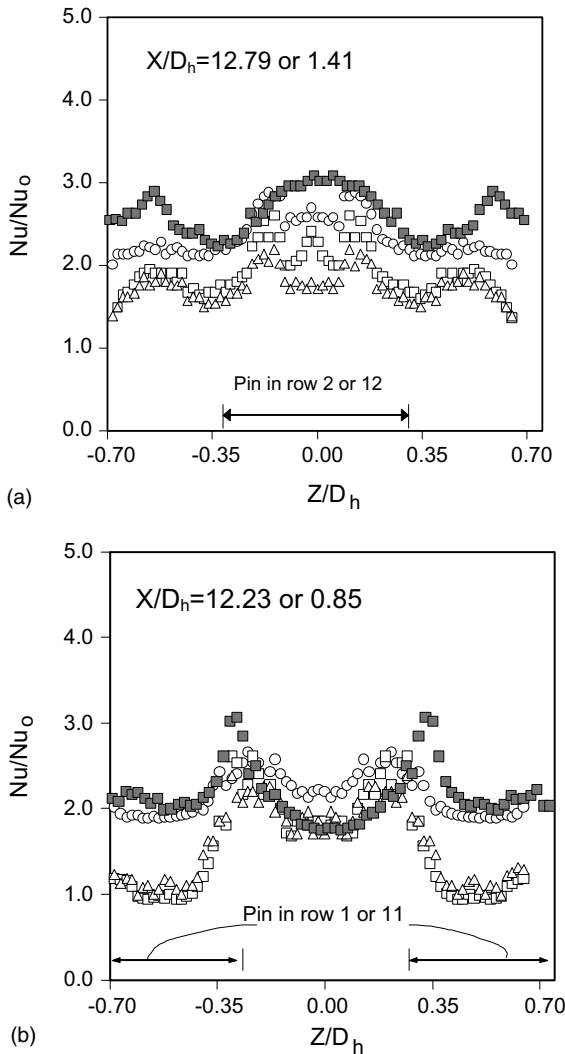 5.0
X/Dh=12.79 or 1.41
4.0
3.0
Nu/Nuo
2.0
1.0
Pin in row 2 or 12
0.0
-0.70 -0.35 0.00 0.35 0.70
Z/Dh
(a)
5.0
X/Dh=12.23 or 0.85
4.0
3.0
Nu/Nuo
2.0
1.0
Pin in row 1 or 11
0.0
-0.70 -0.35 0.00 0.35 0.70
Z/Dh
(b)